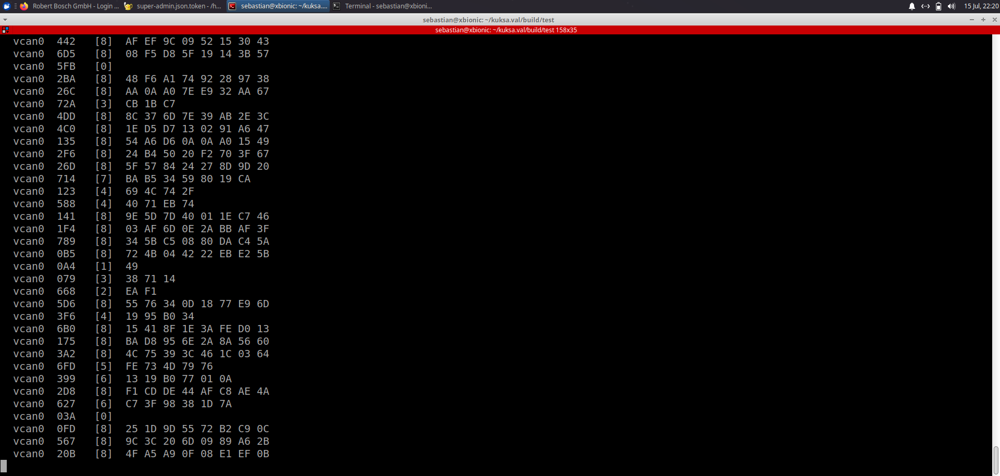 Robert Bosch GmbH - Login ... super-admin.json.token - /h... sebastian@xbionic: ~/kuksa.... Terminal - sebastian@xbioni... 15 Jul, 22:20
sebastian@xbionic: ~/kuksa.val/build/test
sebastian@xbionic: ~/kuksa.val/build/test 158x35
vcan0 442 [8] AF EF 9C 09 52 15 30 43
vcan0 6D5 [8] 08 F5 D8 5F 19 14 3B 57
vcan0 5FB [0]
vcan0 2BA [8] 48 F6 A1 74 92 28 97 38
vcan0 26C [8] AA 0A A0 7E E9 32 AA 67
vcan0 72A [3] CB 1B C7
vcan0 4DD [8] 8C 37 6D 7E 39 AB 2E 3C
vcan0 4C0 [8] 1E D5 D7 13 02 91 A6 47
vcan0 135 [8] 54 A6 D6 0A 0A A0 15 49
vcan0 2F6 [8] 24 B4 50 20 F2 70 3F 67
vcan0 26D [8] 5F 57 84 24 27 8D 9D 20
vcan0 714 [7] BA B5 34 59 80 19 CA
vcan0 123 [4] 69 4C 74 2F
vcan0 588 [4] 40 71 EB 74
vcan0 141 [8] 9E 5D 7D 40 01 1E C7 46
vcan0 1F4 [8] 03 AF 6D 0E 2A BB AF 3F
vcan0 789 [8] 34 5B C5 08 80 DA C4 5A
vcan0 0B5 [8] 72 4B 04 42 22 EB E2 5B
vcan0 0A4 [1] 49
vcan0 079 [3] 38 71 14
vcan0 668 [2] EA F1
vcan0 5D6 [8] 55 76 34 0D 18 77 E9 6D
vcan0 3F6 [4] 19 95 B0 34
vcan0 6B0 [8] 15 41 8F 1E 3A FE D0 13
vcan0 175 [8] BA D8 95 6E 2A 8A 56 60
vcan0 3A2 [8] 4C 75 39 3C 46 1C 03 64
vcan0 6FD [5] FE 73 4D 79 76
vcan0 399 [6] 13 19 B0 77 01 0A
vcan0 2D8 [8] F1 CD DE 44 AF C8 AE 4A
vcan0 627 [6] C7 3F 98 38 1D 7A
vcan0 03A [0]
vcan0 0FD [8] 25 1D 9D 55 72 B2 C9 0C
vcan0 567 [8] 9C 3C 20 6D 09 89 A6 2B
vcan0 20B [8] 4F A5 A9 0F 08 E1 EF 0B